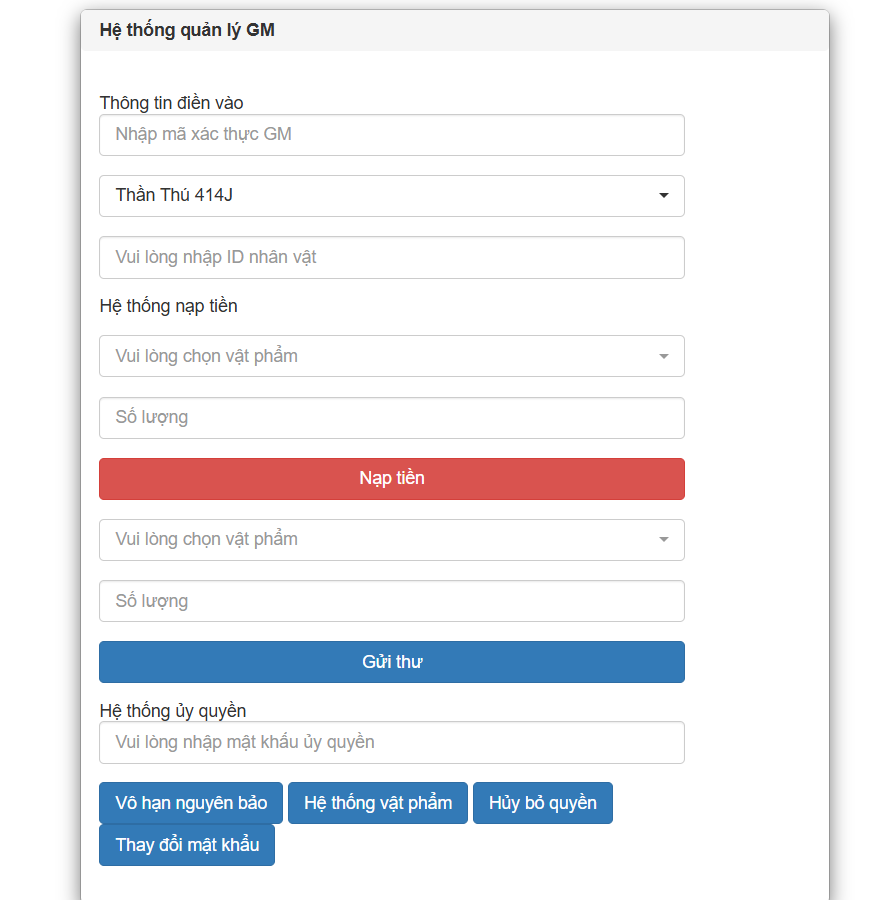 Hệ thống quản lý GM
Thông tin điền vào
Nhập mã xác thực GM
Thần Thú 414J
Vui lòng nhập ID nhân vật
Hệ thống nạp tiền
Vui lòng chọn vật phẩm
Số lượng
Nạp tiền
Vui lòng chọn vật phẩm
Số lượng
Gửi thư
Hệ thống ủy quyền
Vui lòng nhập mật khẩu ủy quyền
Vô hạn nguyên bảo Hệ thống vật phẩm Hủy bỏ quyền
Thay đổi mật khẩu